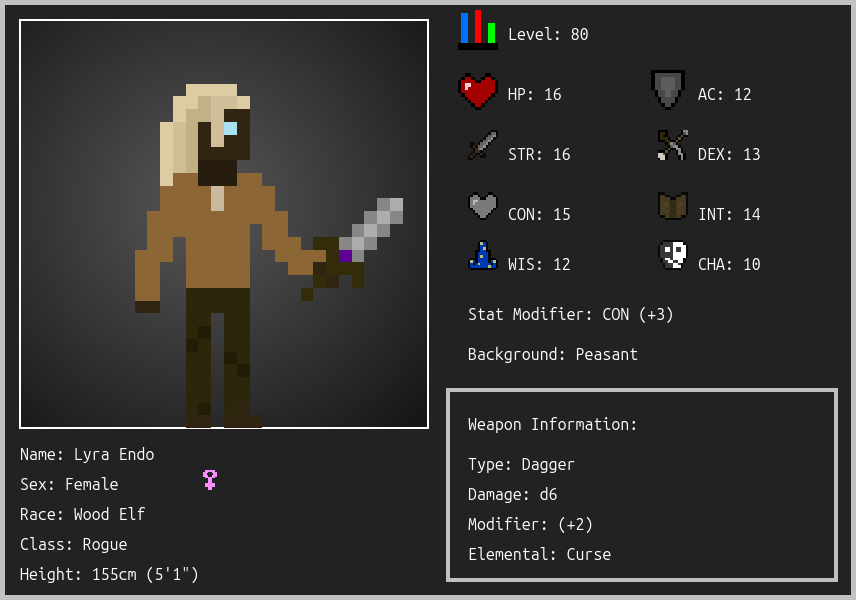 Level: 80
HP: 16
AC: 12
STR: 16
DEX: 13
CON: 15
INT: 14
WIS: 12
CHA: 10
Stat Modifier: CON (+3)
Background: Peasant
Weapon Information:
Type: Dagger
Damage: d6
Modifier: (+2)
Elemental: Curse
Name: Lyra Endo
Sex: Female
Race: Wood Elf
Class: Rogue
Height: 155cm (5'1")